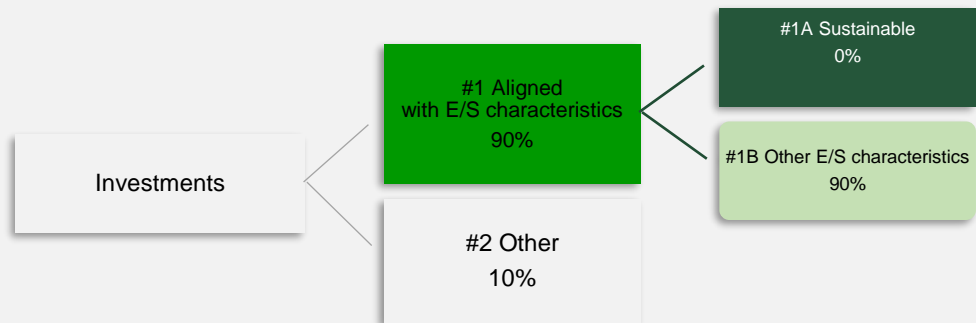 #1A Sustainable
0%
#1 Aligned
with E/S characteristics
90%
#1B Other E/S characteristics
90%
Investments
#2 Other
10%